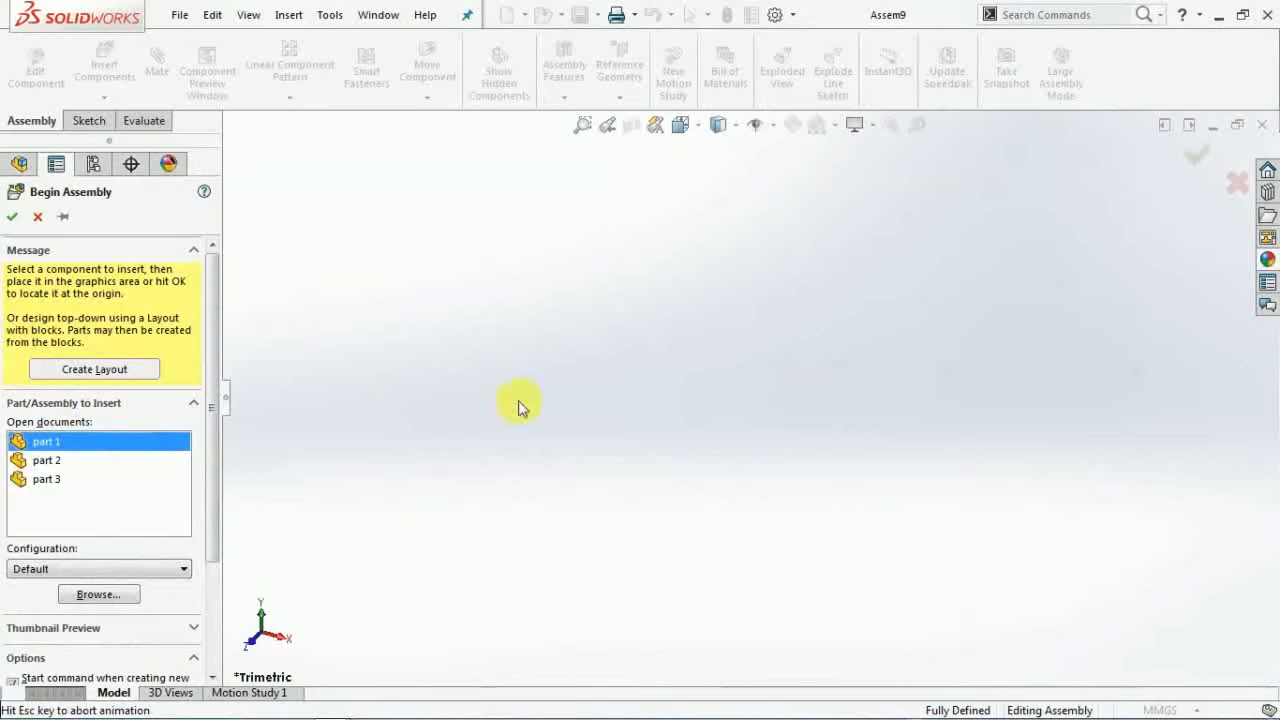 SOLIDWORKS File Edit View Insert Tools Window Help Assem9 Search Commands ?
Edit
Component
Insert
Components
Mate
Component
Preview
Window
Linear Component
Pattern
Smart
Fasteners
Move
Component
Show
Hidden
Components
Assembly
Features
Reference
Geometry
New
Motion
Study
Bill of
Materials
Exploded
View
Explode
Line
Sketch
Instant3D
Update
Speedpak
Take
Snapshot
Large
Assembly
Mode
Assembly Sketch Evaluate
Begin Assembly ?
Message
Select a component to insert, then
place it in the graphics area or hit OK
to locate it at the origin.
Or design top-down using a Layout
with blocks. Parts may then be created
from the blocks.
Create Layout
Part/Assembly to Insert
Open documents:
part 1
part 2
part 3
Configuration:
Default
Browse...
Thumbnail Preview
Options
Start command when creating new
Y
X
Z
*Trimetric
Model 3D Views Motion Study 1
Hit Esc key to abort animation Fully Defined Editing Assembly MMGS